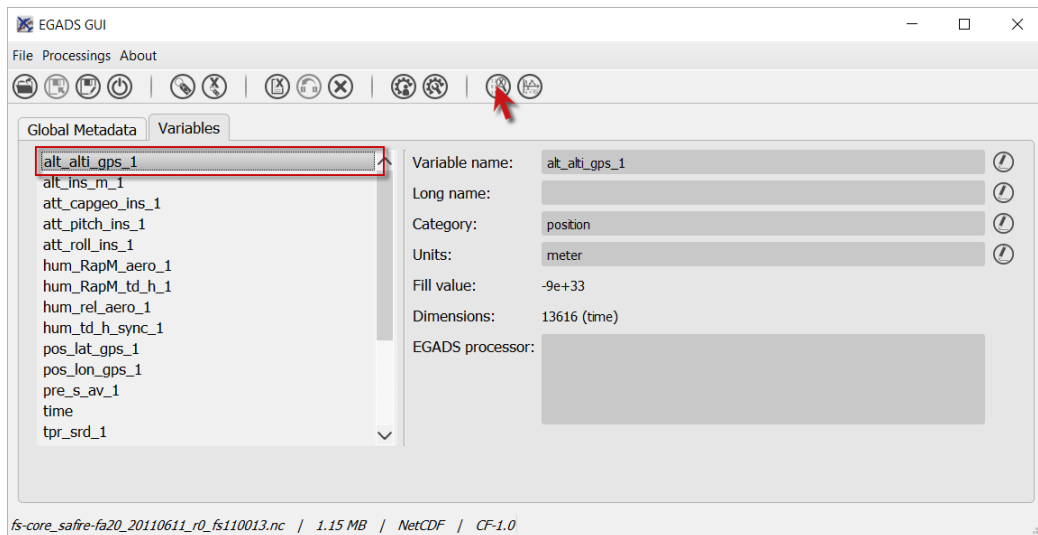 EGADS GUI
File Processings About
Global Metadata Variables
alt_alti_gps_1
alt_ins_m_1
att_capgeo_ins_1
att_pitch_ins_1
att_roll_ins_1
hum_RapM_aero_1
hum_RapM_td_h_1
hum_rel_aero_1
hum_td_h_sync_1
pos_lat_gps_1
pos_lon_gps_1
pre_s_av_1
time
tpr_srd_1
Variable name: alt_alti_gps_1
Long name:
Category: position
Units: meter
Fill value: -9e+33
Dimensions: 13616 (time)
EGADS processor:
fs-core_safire-fa20_20110611_r0_fs110013.nc | 1.15 MB | NetCDF | CF-1.0